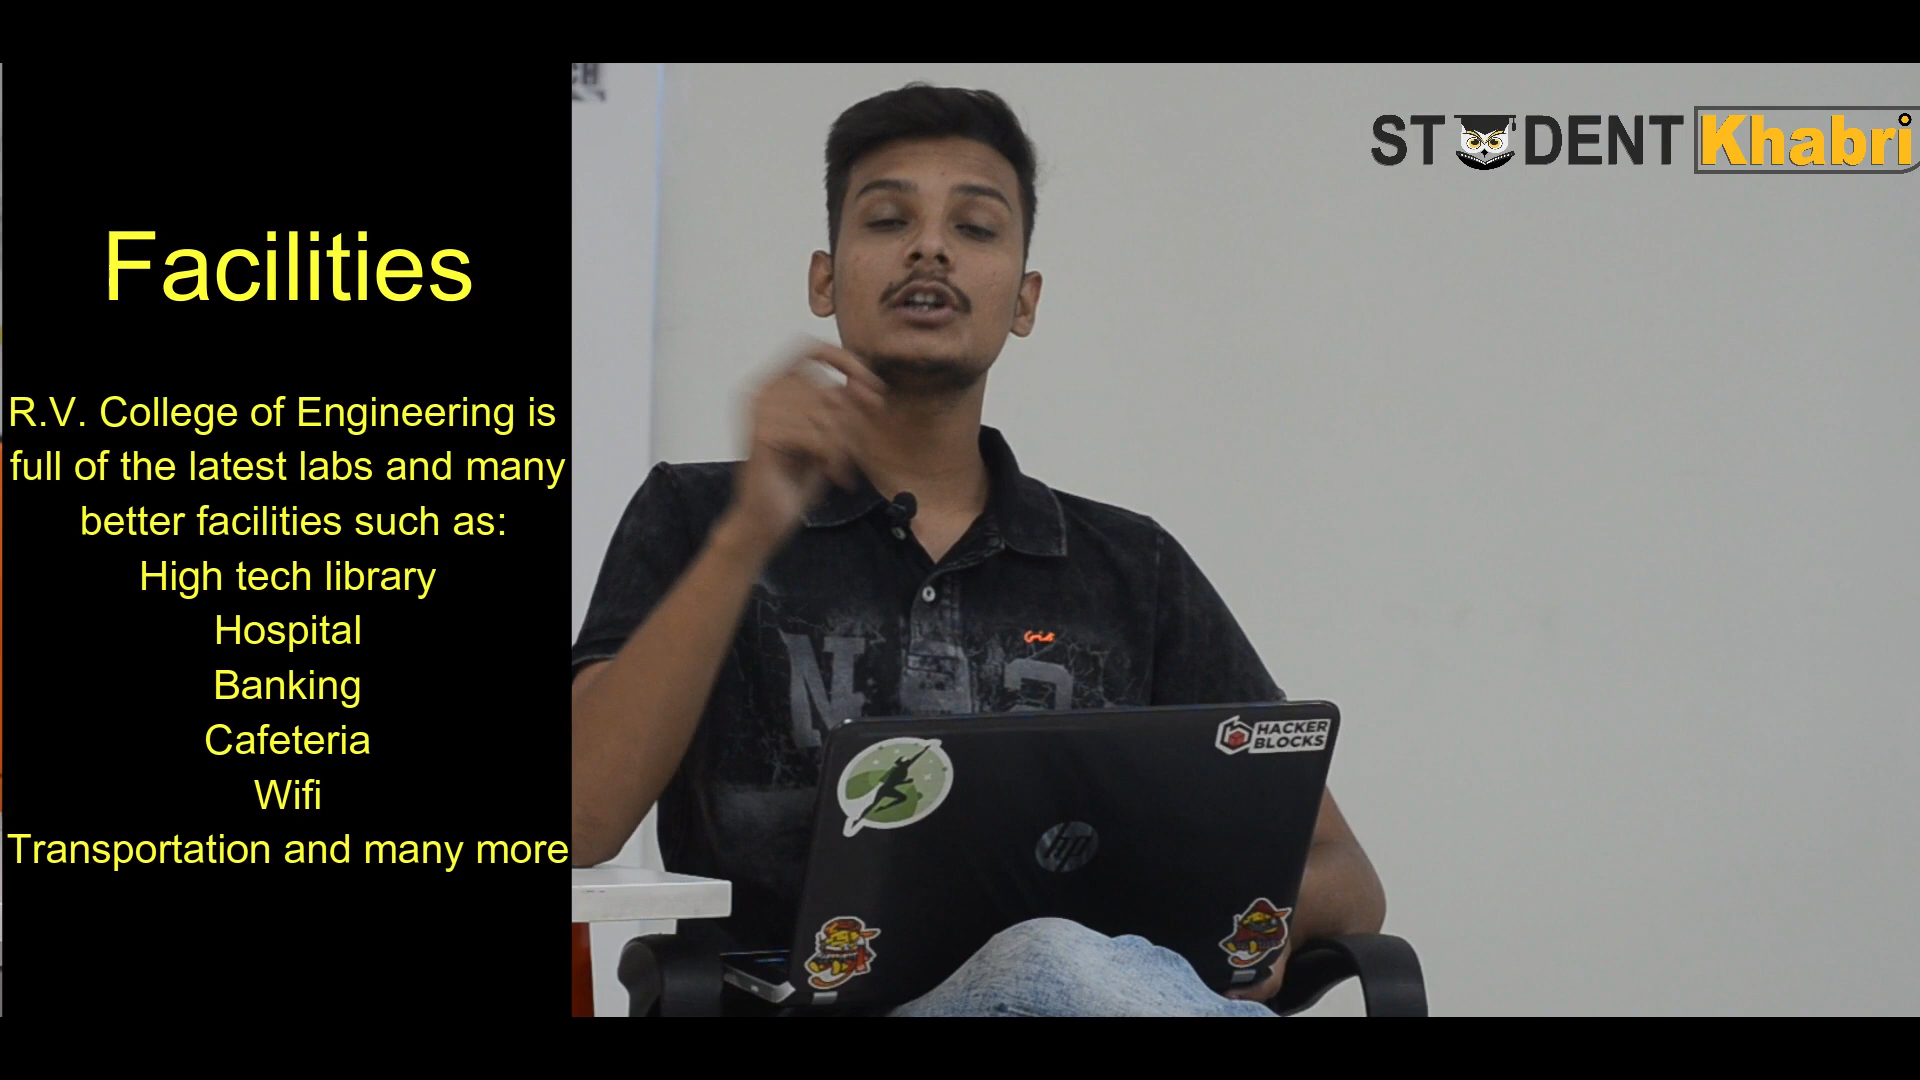 Facilities
R.V. College of Engineering is
full of the latest labs and many
better facilities such as:
High tech library
Hospital
Banking
Cafeteria
Wifi
Transportation and many more
STUDENT Khabri
HACKER
BLOCKS
hp